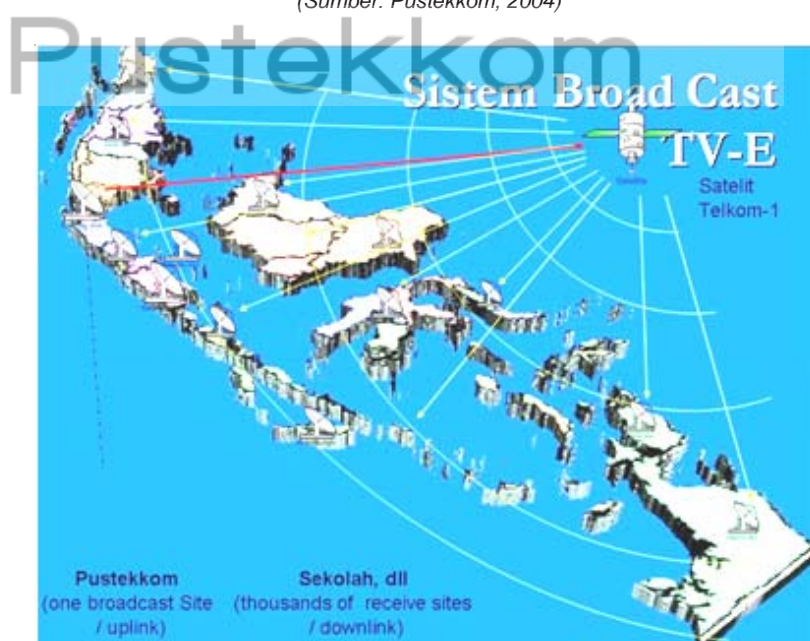 (Sumber: Pustekkom, 2004)
Pustekkom
Sistem Broad Cast
TV-E
Satelit
Telkom-1
Pustekkom
(one broadcast Site
/ uplink)
Sekolah, dll
(thousands of receive sites
/ downlink)